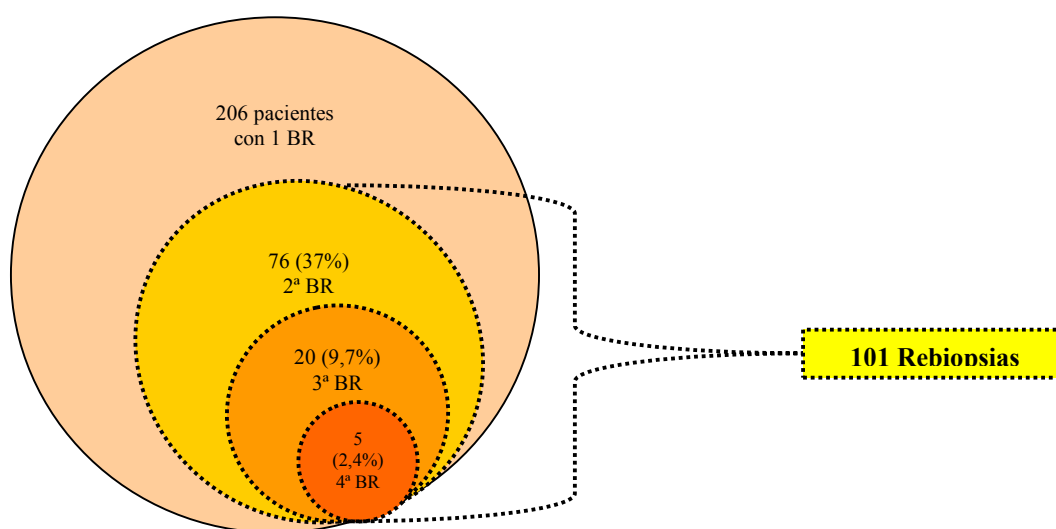 206 pacientes
con 1 BR
76 (37%)
2ª BR
20 (9,7%)
3ª BR
5
(2,4%)
4ª BR
101 Rebiopsias